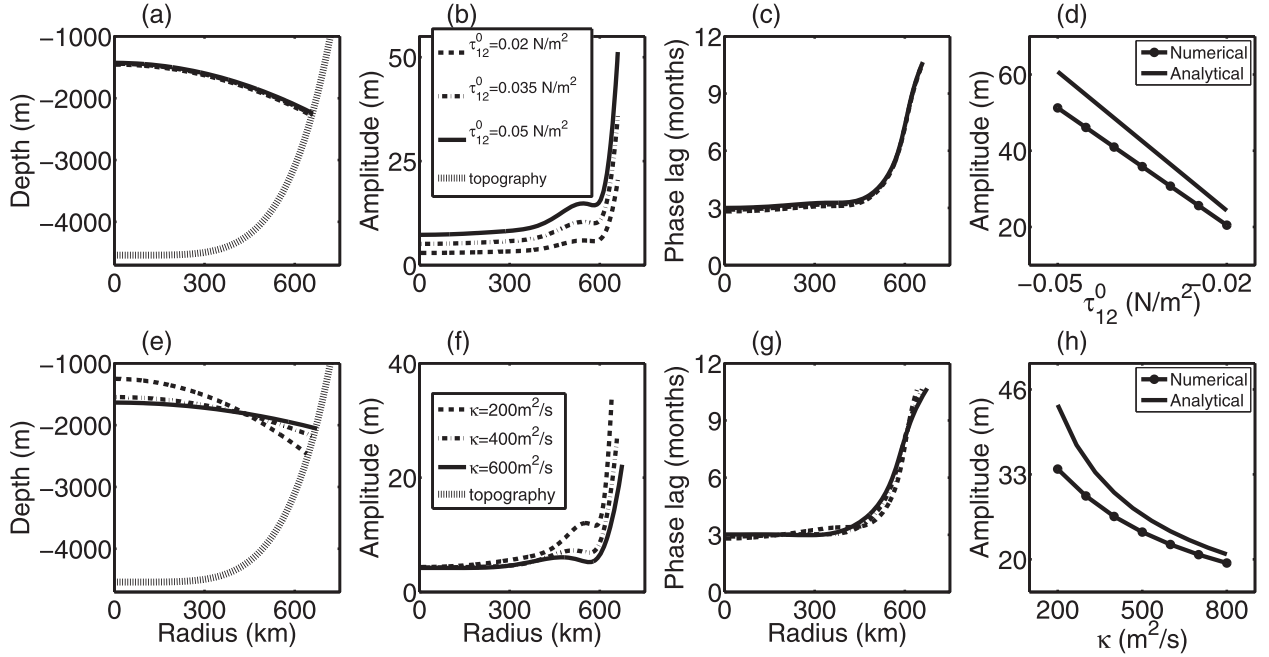 (a) (b) (c) (d)
−1000
−2000
−3000
−4000
Depth (m)
0 300 600
50
25
0
Amplitude (m)
τ⁰₁₂=0.02 N/m²
τ⁰₁₂=0.035 N/m²
τ⁰₁₂=0.05 N/m²
topography
0 300 600
12
9
6
3
0
Phase lag (months)
0 300 600
60
40
20
Amplitude (m)
Numerical
Analytical
−0.05 −0.02
τ⁰₁₂ (N/m²)
(e) (f) (g) (h)
−1000
−2000
−3000
−4000
Depth (m)
0 300 600
Radius (km)
40
20
0
Amplitude (m)
κ=200m²/s
κ=400m²/s
κ=600m²/s
topography
0 300 600
Radius (km)
12
9
6
3
0
Phase lag (months)
0 300 600
Radius (km)
46
33
20
Amplitude (m)
Numerical
Analytical
200 500 800
κ (m²/s)